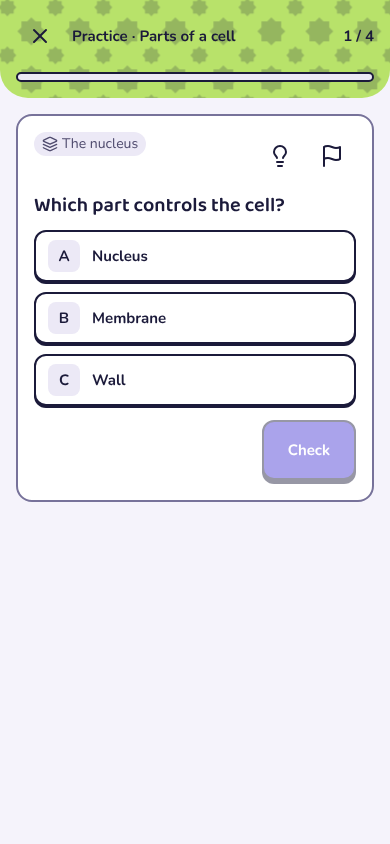 Practice · Parts of a cell
1 / 4
The nucleus
Which part controls the cell?
A Nucleus
B Membrane
C Wall
Check